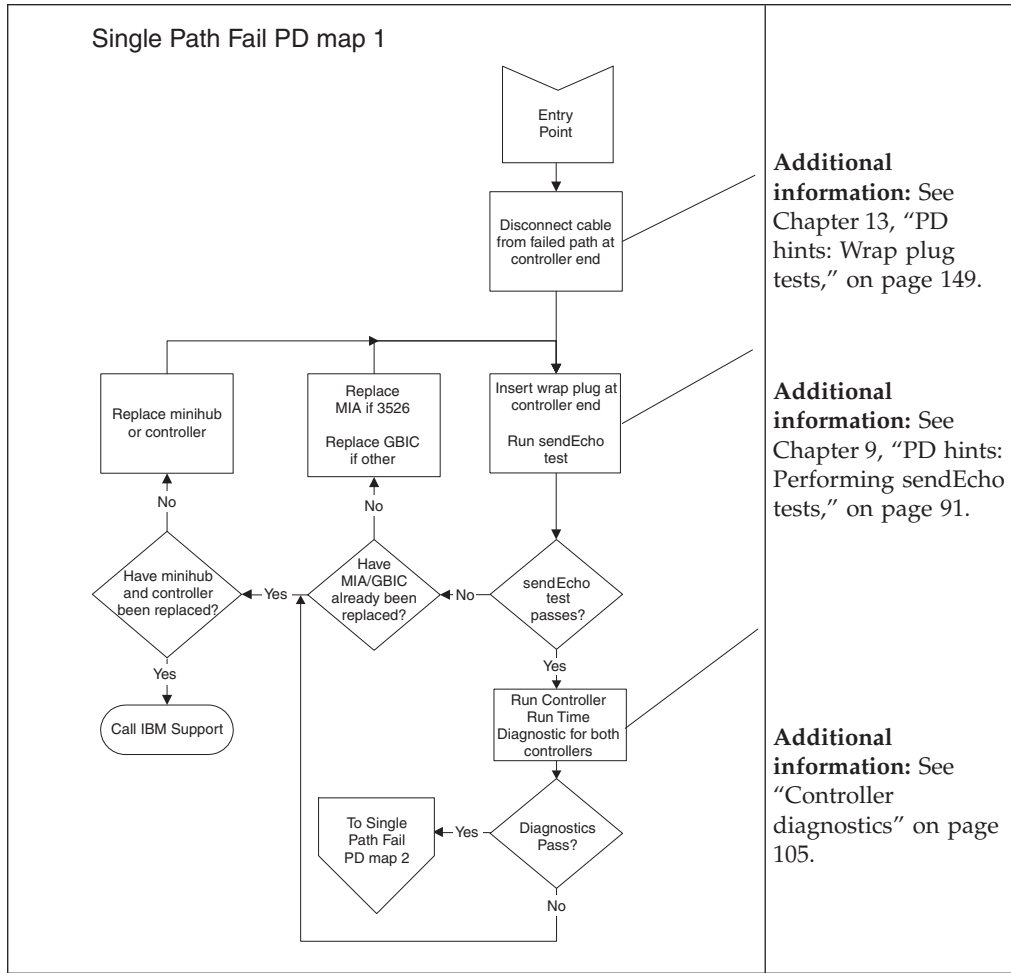 Single Path Fail PD map 1
Entry
Point
Disconnect cable
from failed path at
controller end
Additional
information: See
Chapter 13, “PD
hints: Wrap plug
tests,” on page 149.
Replace minihub
or controller
Replace
MIA if 3526
Replace GBIC
if other
Insert wrap plug at
controller end
Run sendEcho
test
Additional
information: See
Chapter 9, “PD hints:
Performing sendEcho
tests,” on page 91.
No
No
Have minihub
and controller
been replaced?
Yes
Have
MIA/GBIC
already been
replaced?
No
sendEcho
test
passes?
Yes
Yes
Call IBM Support
Run Controller
Run Time
Diagnostic for both
controllers
Additional
information: See
“Controller
diagnostics” on page
105.
To Single
Path Fail
PD map 2
Yes
Diagnostics
Pass?
No